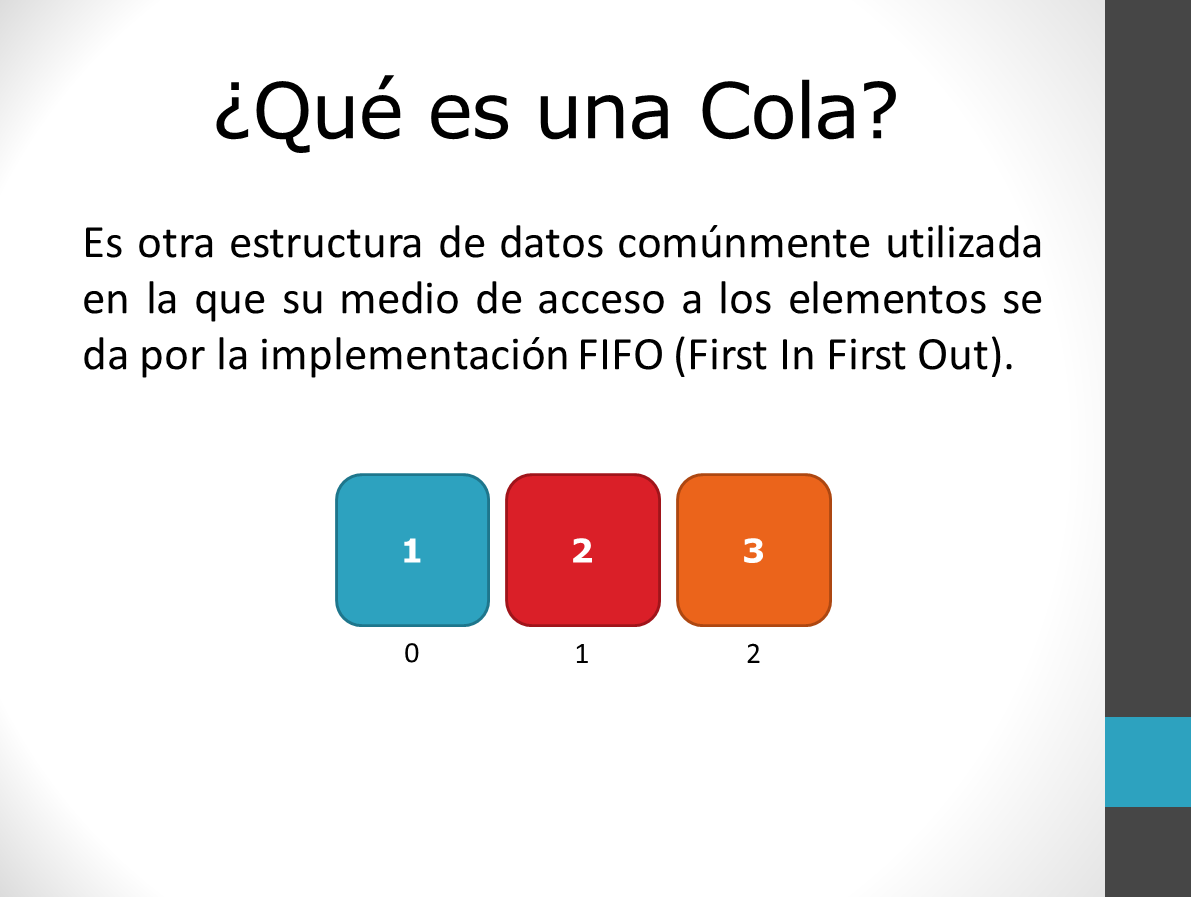 ¿Qué es una Cola?
Es otra estructura de datos comúnmente utilizada
en la que su medio de acceso a los elementos se
da por la implementación FIFO (First In First Out).
1 2 3
0 1 2